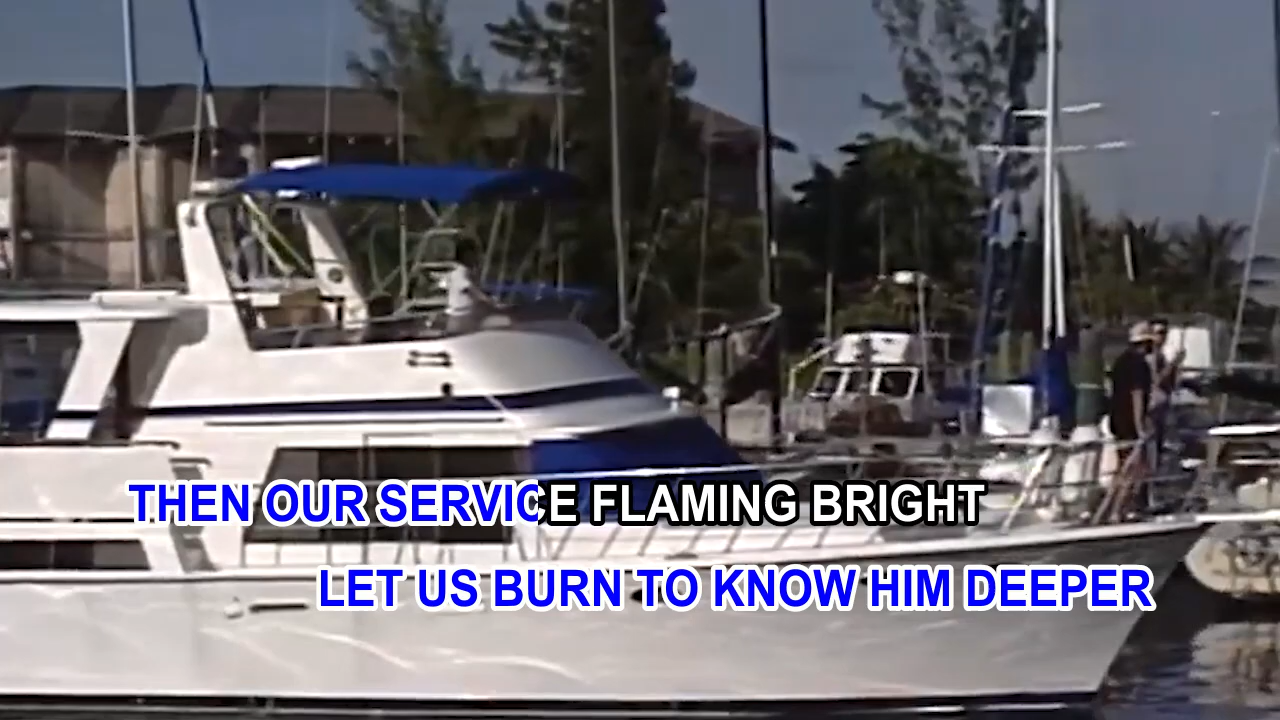 THEN OUR SERVICE FLAMING BRIGHT
LET US BURN TO KNOW HIM DEEPER